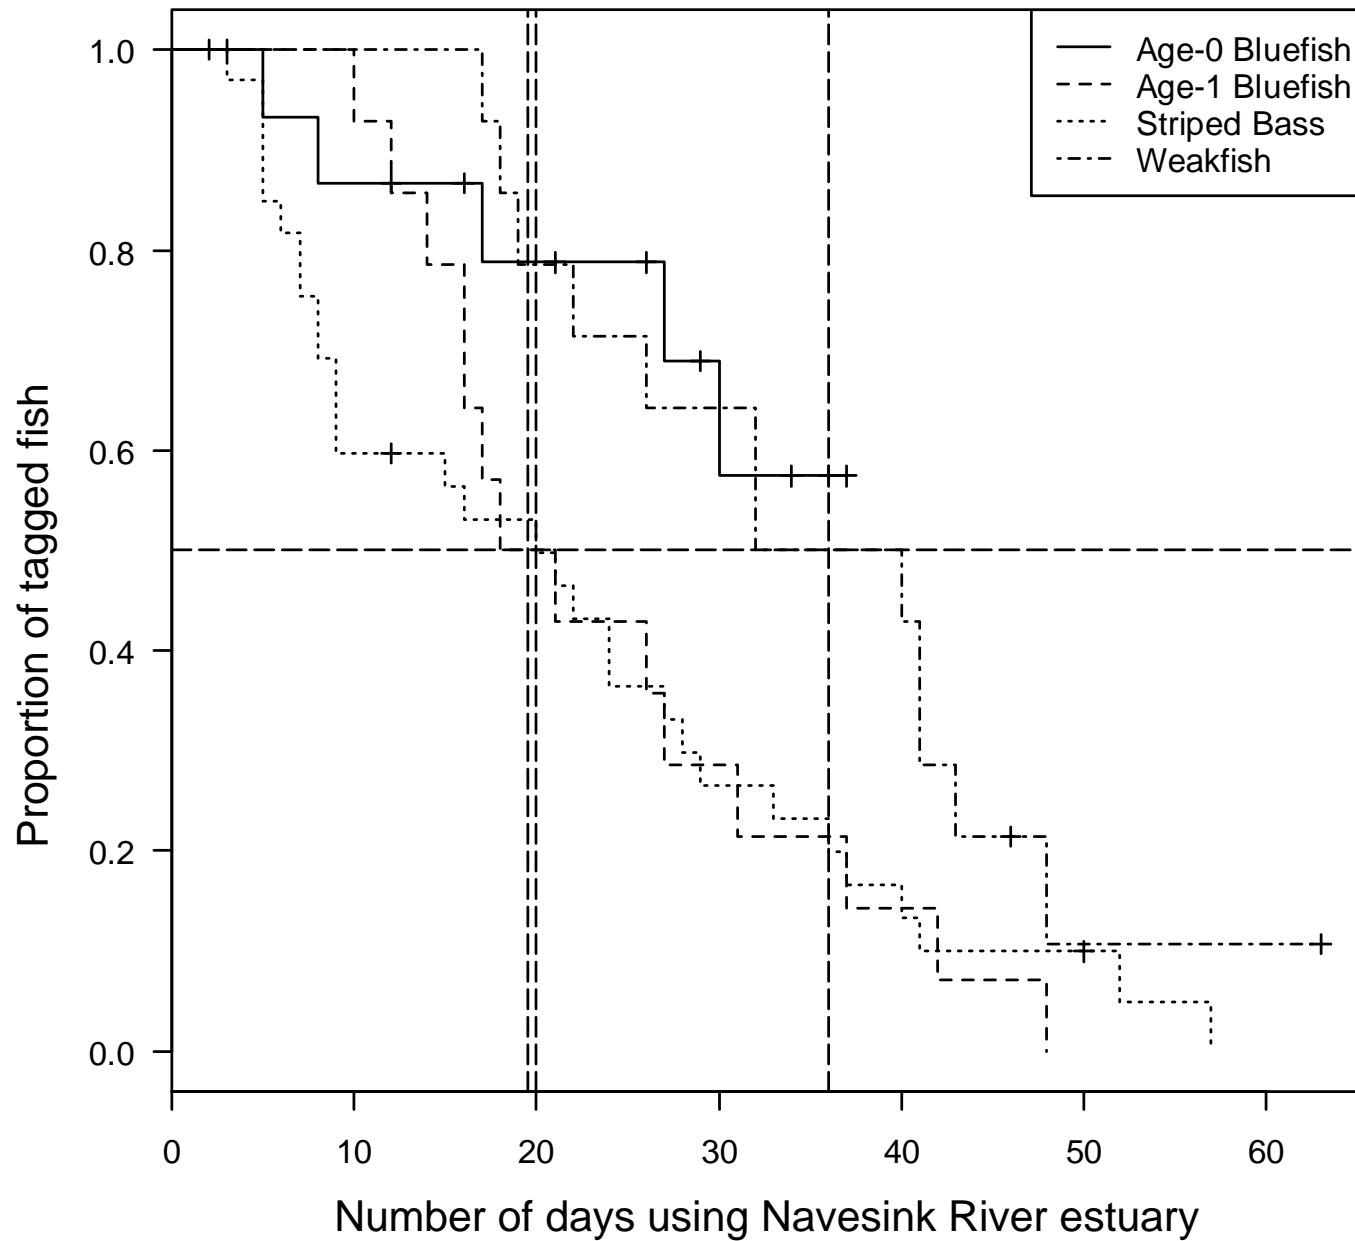 Age-0 Bluefish
Age-1 Bluefish
Striped Bass
Weakfish
1.0
0.8
0.6
0.4
0.2
0.0
Proportion of tagged fish
0 10 20 30 40 50 60
Number of days using Navesink River estuary